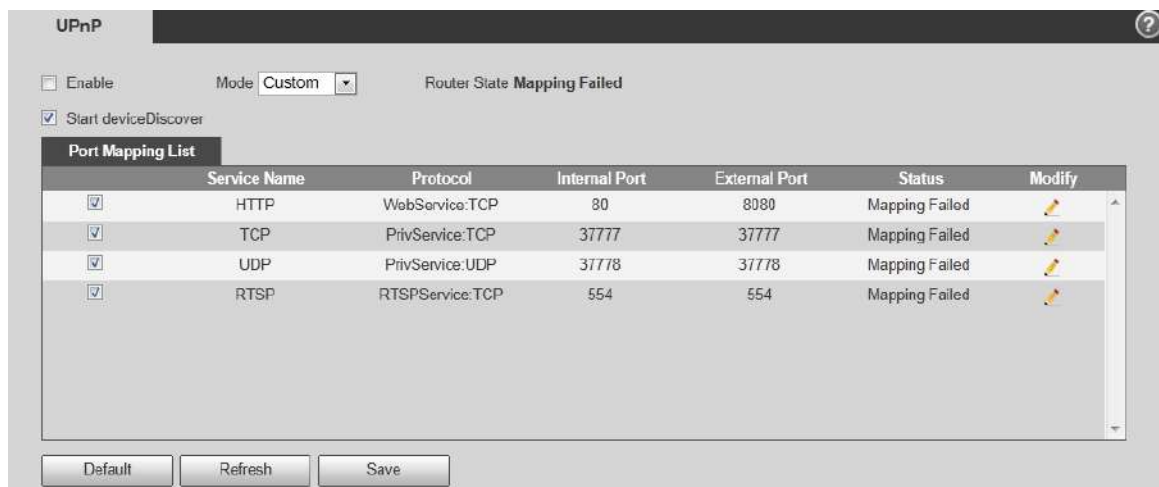 UPnP
?
Enable Mode Custom Router State Mapping Failed
Start deviceDiscover
Port Mapping List
Service Name Protocol Internal Port External Port Status Modify
HTTP WebService:TCP 80 8080 Mapping Failed
TCP PrivService:TCP 37777 37777 Mapping Failed
UDP PrivService:UDP 37778 37778 Mapping Failed
RTSP RTSPService:TCP 554 554 Mapping Failed
Default Refresh Save